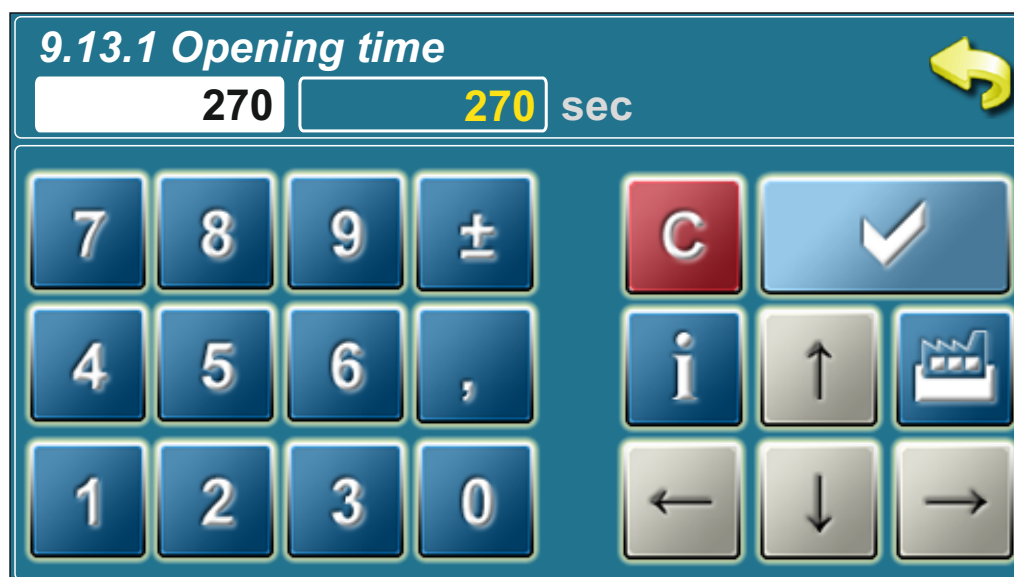 9.13.1 Opening time
270 270 sec
7 8 9 ± C
4 5 6 , i ↑
1 2 3 0 ← ↓ →